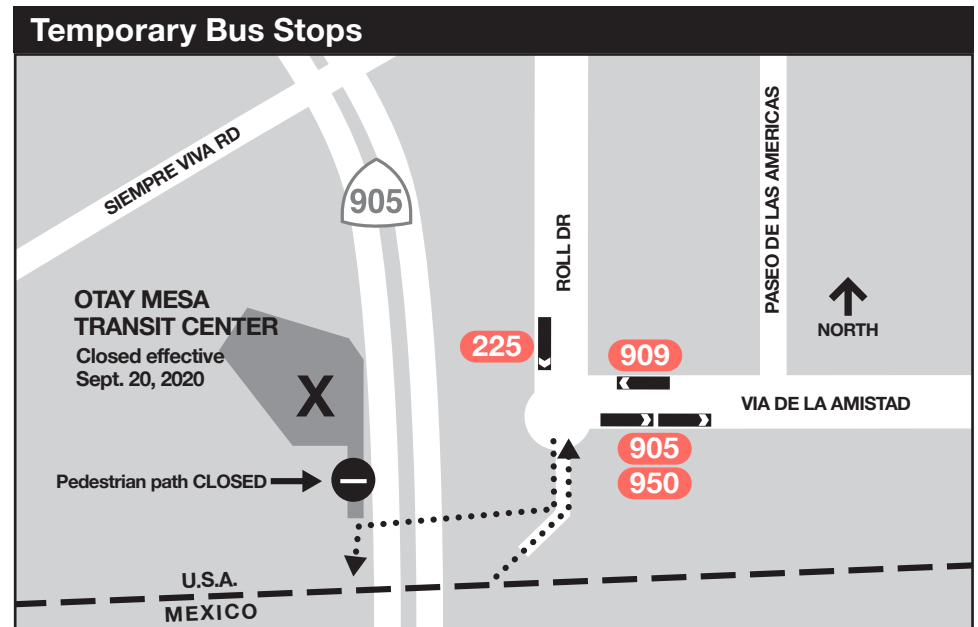 Temporary Bus Stops
SIEMPRE VIVA RD
905
ROLL DR
PASEO DE LAS AMERICAS
NORTH
OTAY MESA
TRANSIT CENTER
Closed effective
Sept. 20, 2020
X
225
909
VIA DE LA AMISTAD
905
950
Pedestrian path CLOSED
U.S.A.
MEXICO